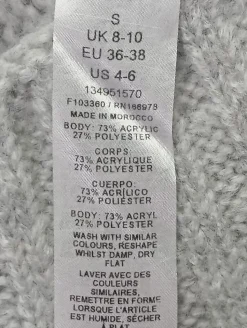 S
UK 8-10
EU 36-38
US 4-6
134951570
F103360 / RN166978
MADE IN MOROCCO
BODY: 73% ACRYLIC
27% POLYESTER
CORPS:
73% ACRYLIQUE
27% POLYESTER
CUERPO:
73% ACRÍLICO
27% POLIÉSTER
BODY: 73% ACRYL
27% POLYESTER
WASH WITH SIMILAR
COLOURS, RESHAPE
WHILST DAMP, DRY
FLAT
LAVER AVEC DES
COULEURS
SIMILAIRES,
REMETTRE EN FORME
LORSQUE L'ARTICLE
EST HUMIDE, SÉCHER
À PLAT